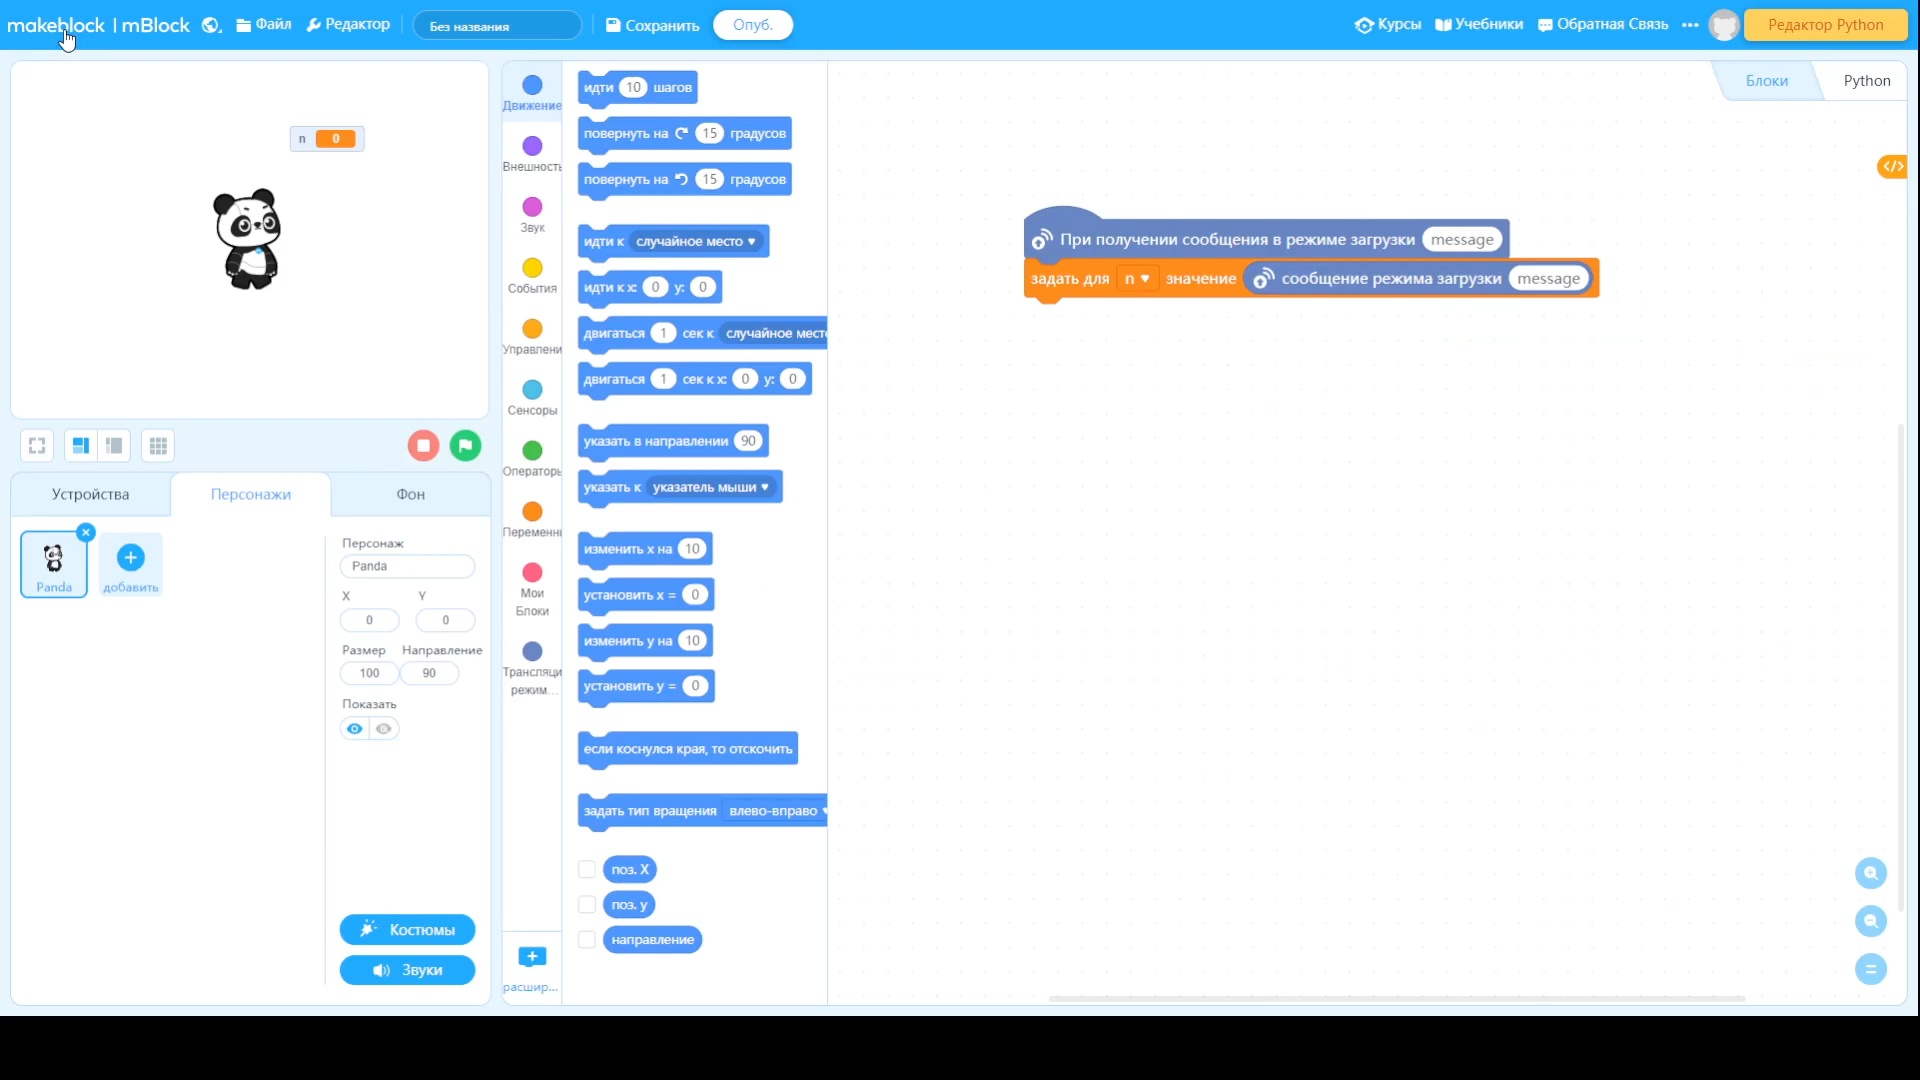 makeblock | mBlock
Файл
Редактор
Без названия
Сохранить
Опуб.
Курсы
Учебники
Обратная Связь
Редактор Python
n 0
Устройства
Персонажи
Фон
Panda
добавить
Персонаж
Panda
X Y
0 0
Размер Направление
100 90
Показать
Костюмы
Звуки
Движение
Внешность
Звук
События
Управлени
Сенсоры
Операторы
Переменн
Мои
Блоки
Трансляци
режим...
расшир...
идти 10 шагов
повернуть на 15 градусов
повернуть на 15 градусов
идти к случайное место
идти к x: 0 y: 0
двигаться 1 сек к случайное место
двигаться 1 сек к x: 0 y: 0
указать в направлении 90
указать к указатель мыши
изменить x на 10
установить x = 0
изменить y на 10
установить y = 0
если коснулся края, то отскочить
задать тип вращения влево-вправо
поз. X
поз. y
направление
Блоки
Python
</>
При получении сообщения в режиме загрузки message
задать для n значение сообщение режима загрузки message